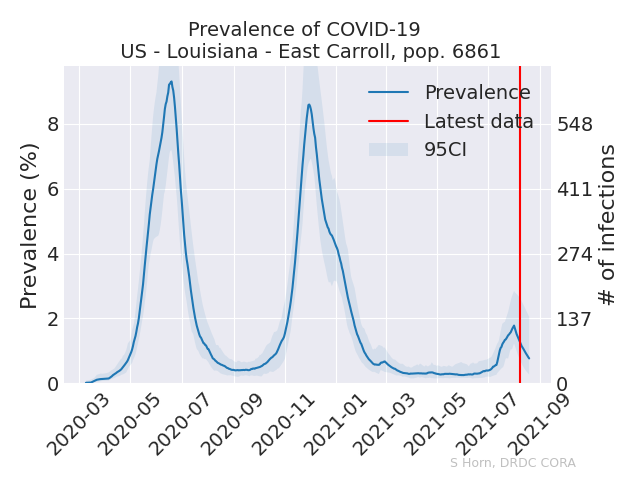 Prevalence of COVID-19
US - Louisiana - East Carroll, pop. 6861
Prevalence
Latest data
95CI
Prevalence (%)
8
6
4
2
0
548
411
274
137
0
# of infections
2020-03
2020-05
2020-07
2020-09
2020-11
2021-01
2021-03
2021-05
2021-07
2021-09
S Horn, DRDC CORA